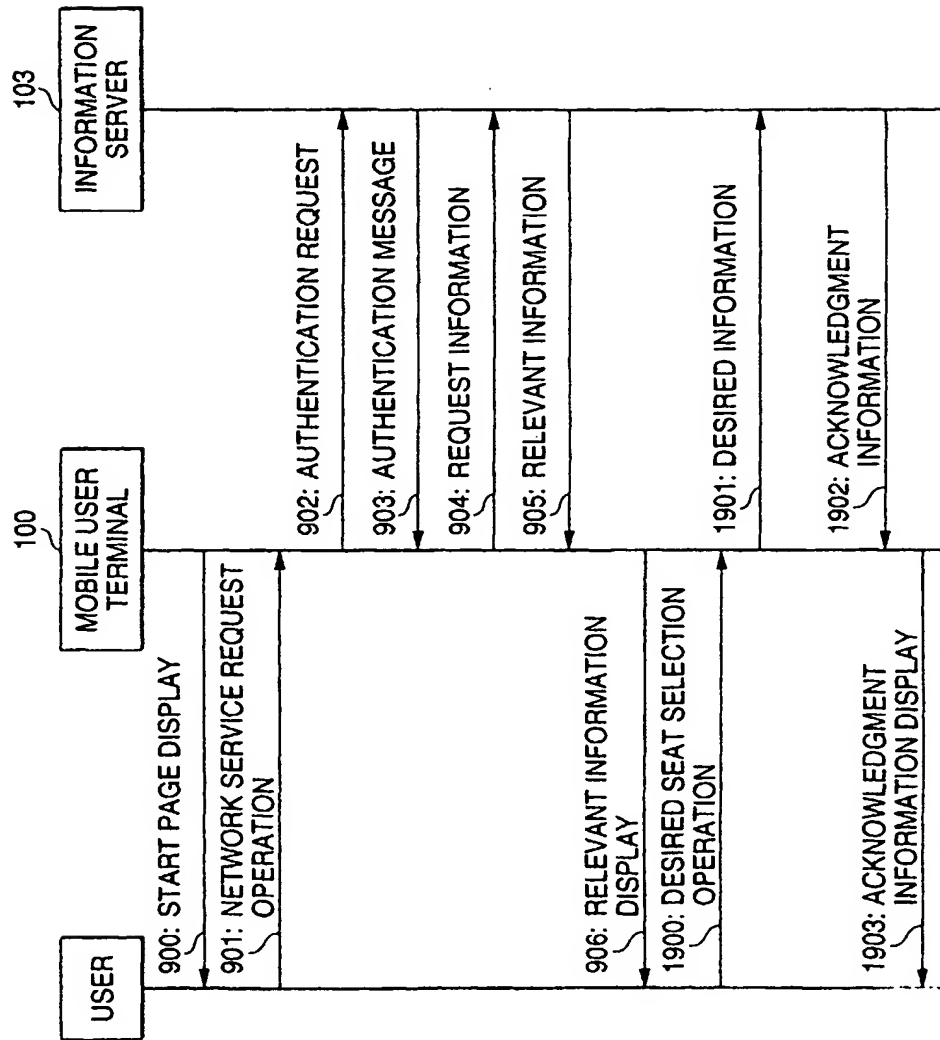 USER
100
MOBILE USER
TERMINAL
103
INFORMATION
SERVER
900: START PAGE DISPLAY
901: NETWORK SERVICE REQUEST
OPERATION
902: AUTHENTICATION REQUEST
903: AUTHENTICATION MESSAGE
904: REQUEST INFORMATION
905: RELEVANT INFORMATION
906: RELEVANT INFORMATION
DISPLAY
1900: DESIRED SEAT SELECTION
OPERATION
1901: DESIRED INFORMATION
1902: ACKNOWLEDGMENT
INFORMATION
1903: ACKNOWLEDGMENT
INFORMATION DISPLAY